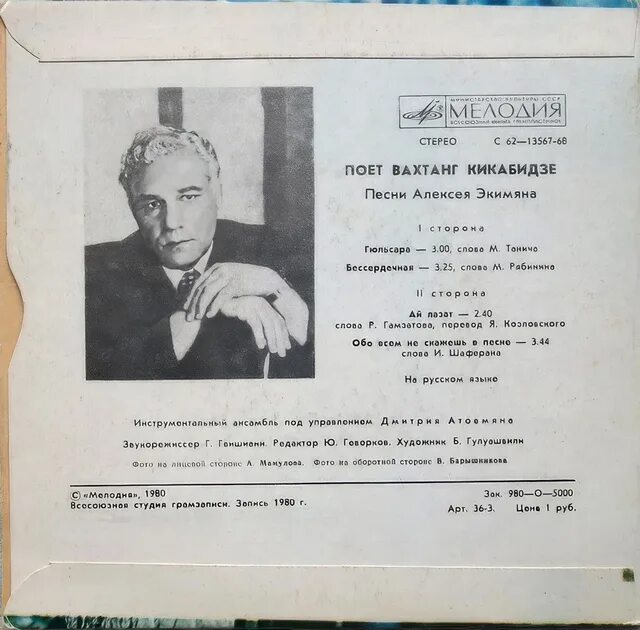 МИНИСТЕРСТВО КУЛЬТУРЫ СССР
МЕЛОДИЯ
ВСЕСОЮЗНАЯ ФИРМА ГРАМПЛАСТИНОК
СТЕРЕО С 62—13567-68
ПОЕТ ВАХТАНГ КИКАБИДЗЕ
Песни Алексея Экимяна
I сторона
Гюльсара — 3.00, слова М. Танича
Бессердечная — 3.25, слова М. Рябинина
II сторона
Ай лазат — 2.40
слова Р. Гамзатова, перевод Я. Козловского
Обо всем не скажешь в песне — 3.44
слова И. Шаферана
На русском языке
Инструментальный ансамбль под управлением Дмитрия Атовмяна
Звукорежиссер Г. Гвишиани. Редактор Ю. Говорков. Художник Б. Гулуашвили
Фото на лицевой стороне А. Мамулова. Фото на оборотной стороне В. Барышникова
© «Мелодия», 1980 Зак. 980—О—5000
Всесоюзная студия грамзаписи. Запись 1980 г. Арт. 36-3. Цена 1 руб.